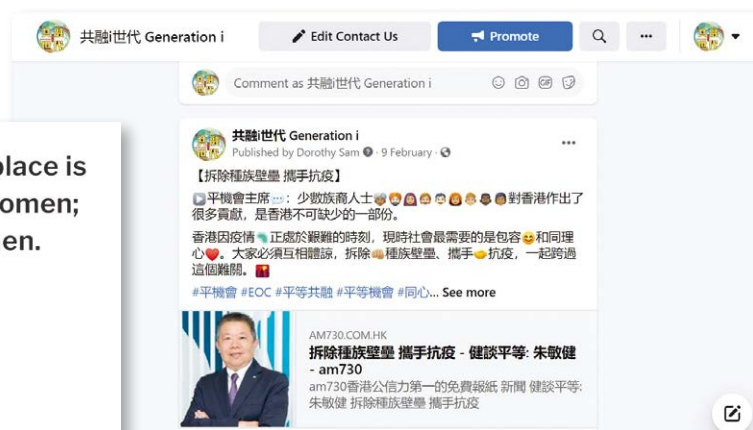 共融i世代 Generation i
Edit Contact Us
Promote
Comment as 共融i世代 Generation i
GIF
共融i世代 Generation i
Published by Dorothy Sam · 9 February ·
【拆除種族壁壘 攜手抗疫】
平機會主席：少數族裔人士對香港作出了
很多貢獻，是香港不可缺少的一部份。
香港因疫情正處於艱難的時刻，現時社會最需要的是包容和同理
心。大家必須互相體諒，拆除種族壁壘、攜手抗疫，一起跨過
這個難關。
#平機會 #EOC #平等共融 #平等機會 #同心... See more
AM730.COM.HK
拆除種族壁壘 攜手抗疫 - 健談平等: 朱敏健
- am730
am730香港公信力第一的免費報紙 新聞 健談平等:
朱敏健 拆除種族壁壘 攜手抗疫
place is
omen;
en.